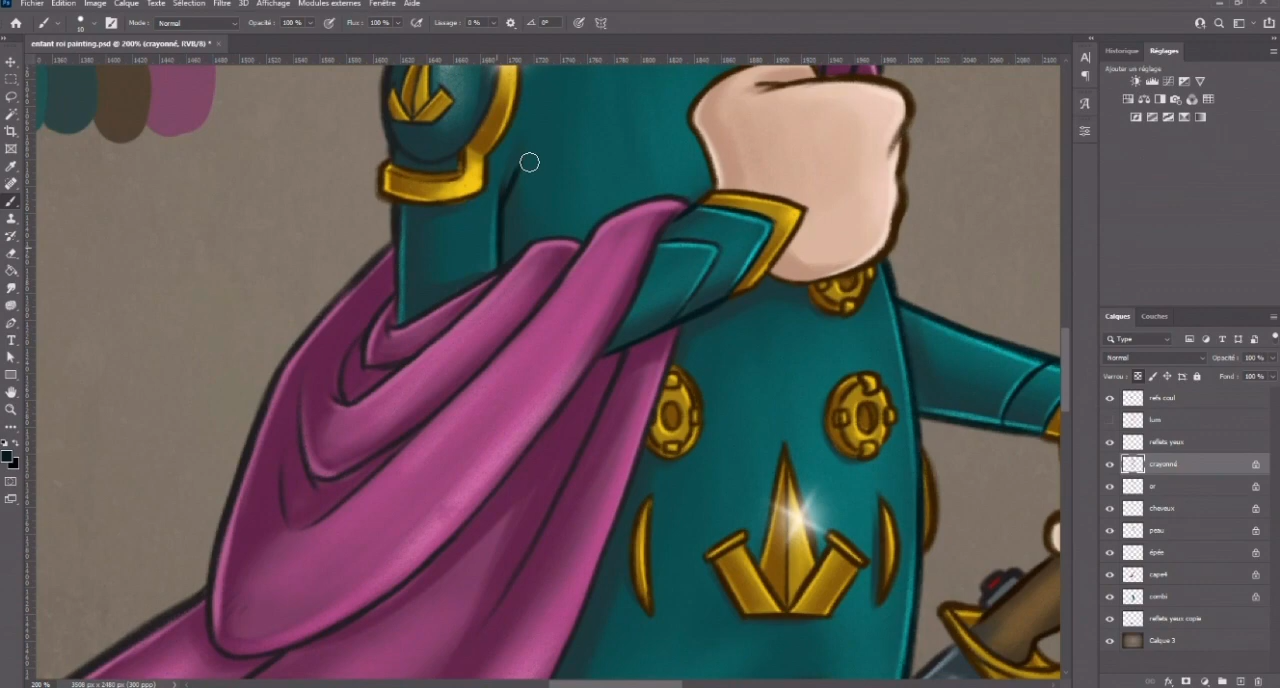 Fichier Edition Image Calque Texte Sélection Filtre 3D Affichage Modules externes Fenêtre Aide
10 Mode : Normal Opacité : 100 % Flux : 100 % Lissage : 0 % 0°
enfant roi painting.psd @ 200% (crayonné, RVB/8) *
Historique Réglages
Ajouter un réglage
Calques Couches
Type
Normal Opacité : 100 %
Verrou : Fond : 100 %
refs coul
lum
reflets yeux
crayonné
or
cheveux
peau
épée
cape4
combi
reflets yeux copie
Calque 3
200 % 3508 px x 2480 px (300 ppp)